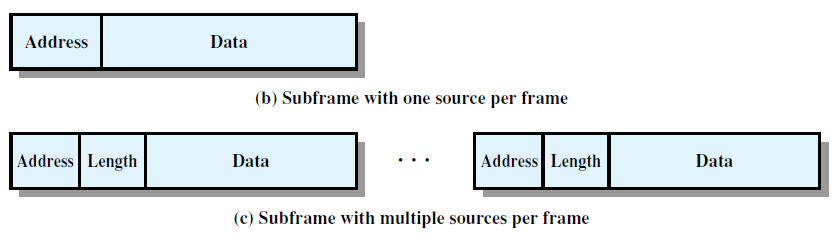 Address Data
(b) Subframe with one source per frame
Address Length Data . . . Address Length Data
(c) Subframe with multiple sources per frame